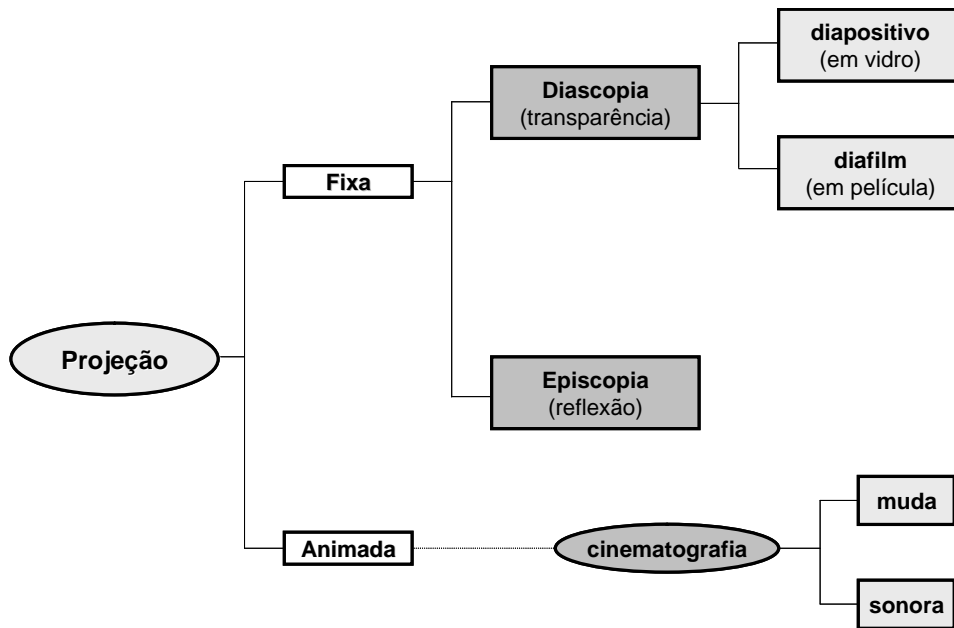 diapositivo
(em vidro)
Diascopia
(transparência)
diafilm
(em película)
Fixa
Projeção
Episcopia
(reflexão)
muda
Animada
cinematografia
sonora